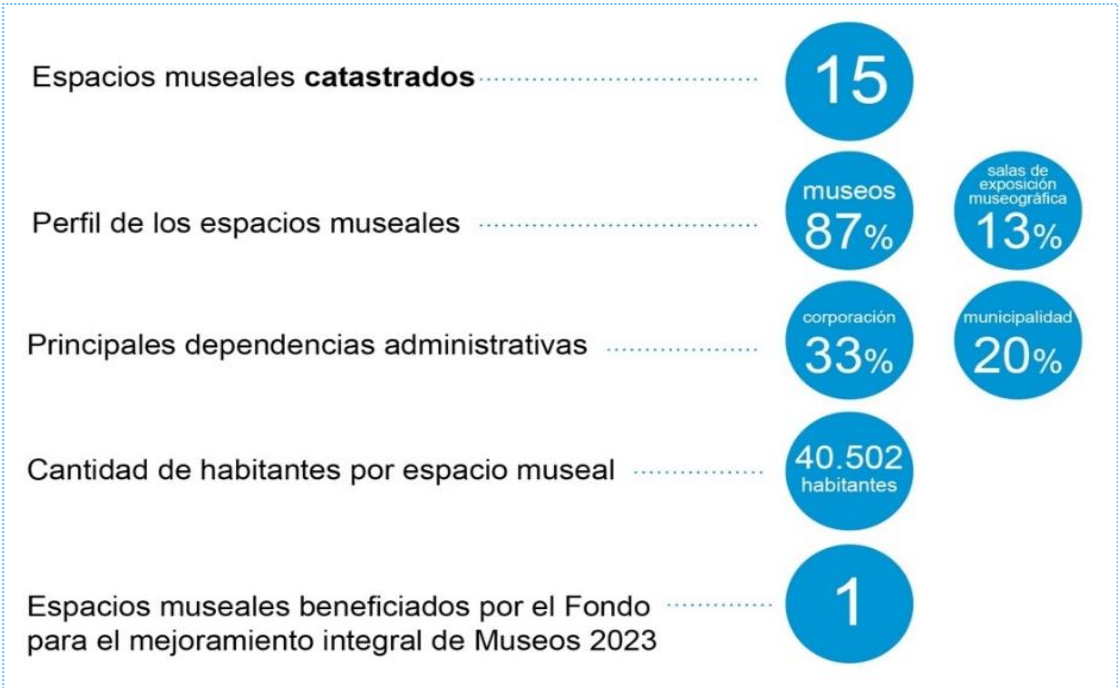 Espacios museales catastrados
15
Perfil de los espacios museales
museos
87%
salas de
exposición
museográfica
13%
Principales dependencias administrativas
corporación
33%
municipalidad
20%
Cantidad de habitantes por espacio museal
40.502
habitantes
Espacios museales beneficiados por el Fondo
para el mejoramiento integral de Museos 2023
1